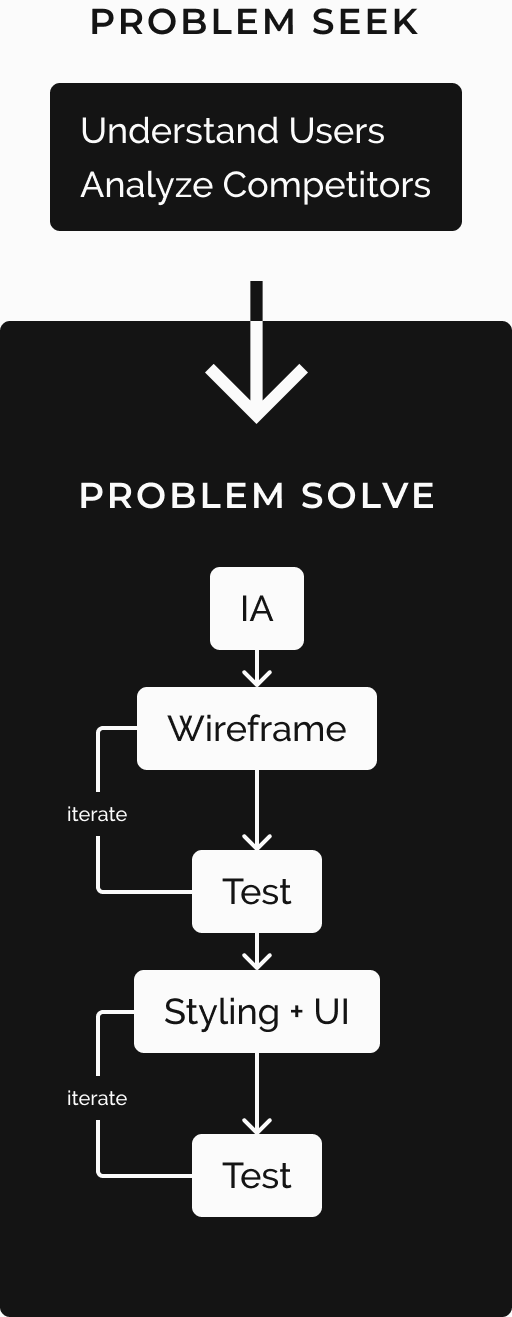 PROBLEM SEEK
Understand Users
Analyze Competitors
PROBLEM SOLVE
IA
Wireframe
iterate
Test
Styling + UI
iterate
Test